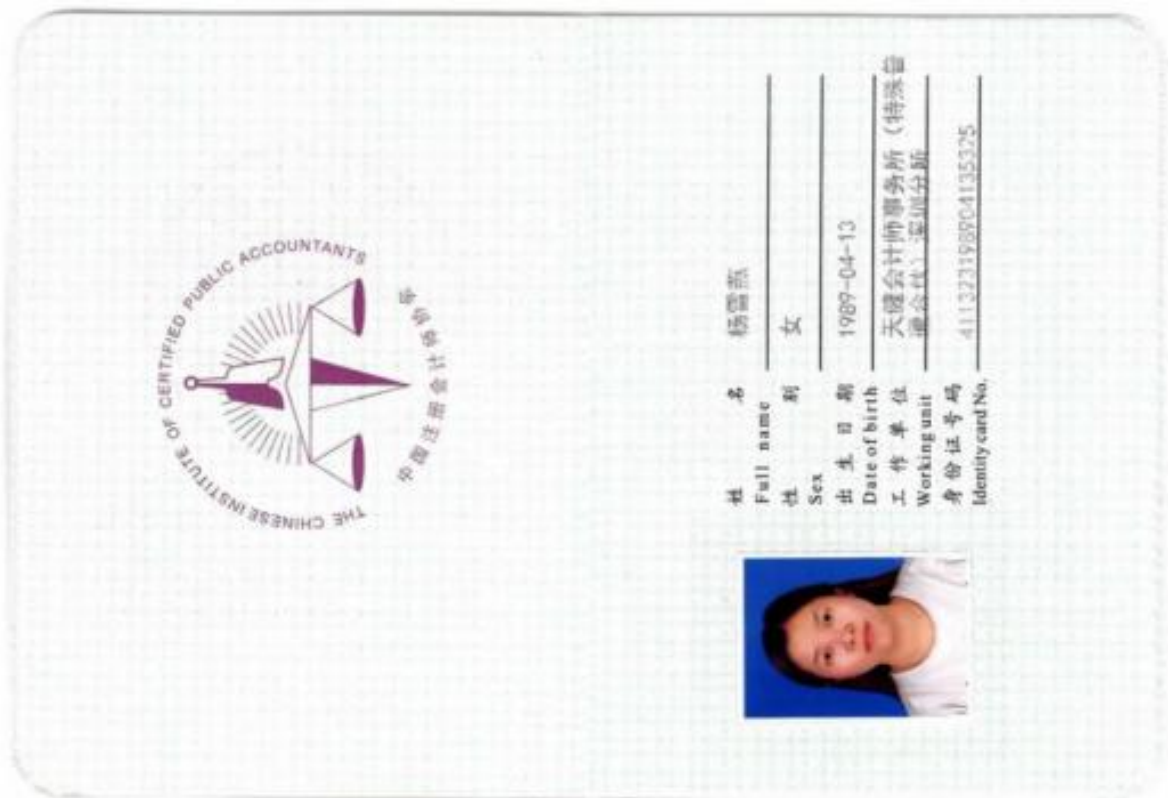 THE CHINESE INSTITUTE OF CERTIFIED PUBLIC ACCOUNTANTS
中国注册会计师协会
姓 名 杨雪燕
Full name
性 别 女
Sex
出 生 日 期 1989-04-13
Date of birth
工 作 单 位 天健会计师事务所（特殊普
Working unit 通合伙）深圳分所
身 份 证 号 码 411323198904135325
Identity card No.